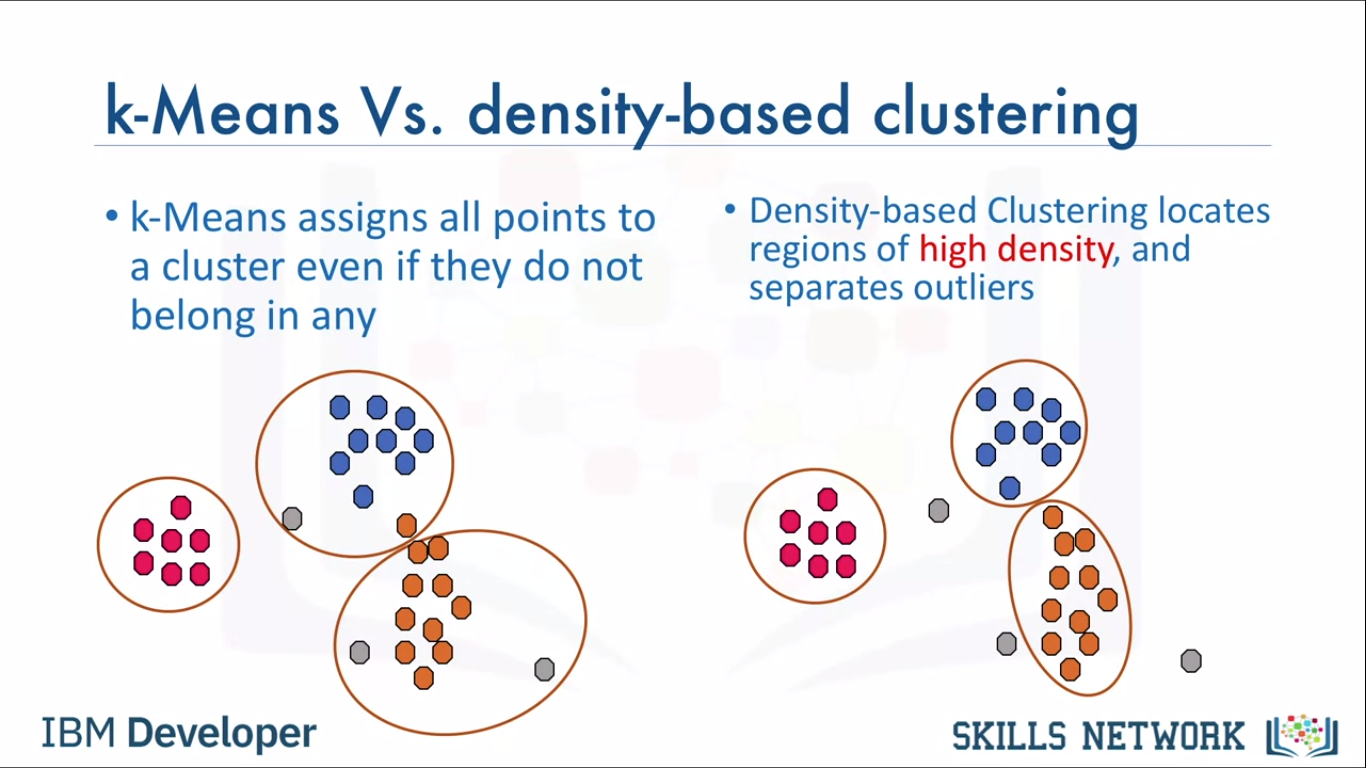 k-Means Vs. density-based clustering
• k-Means assigns all points to
a cluster even if they do not
belong in any
• Density-based Clustering locates
regions of high density, and
separates outliers
IBM Developer
SKILLS NETWORK